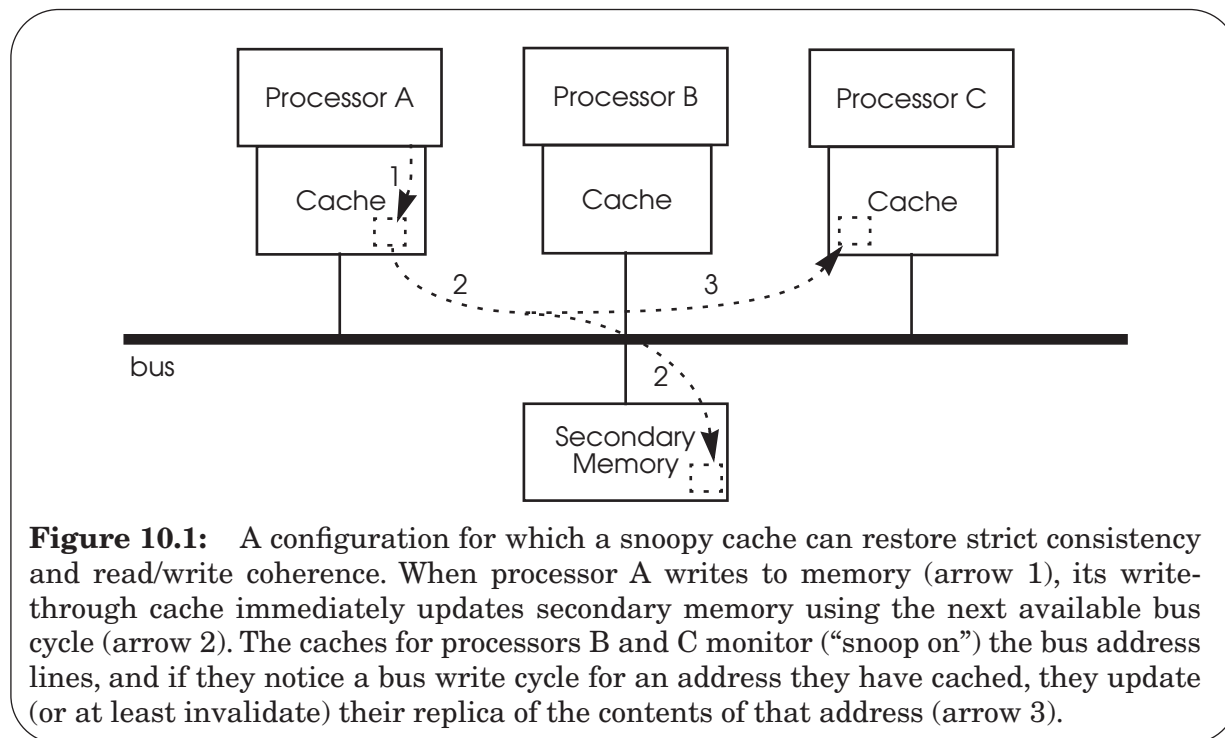 Processor A
Processor B
Processor C
1
Cache
Cache
Cache
2
3
bus
2
Secondary
Memory
Figure 10.1: A configuration for which a snoopy cache can restore strict consistency
and read/write coherence. When processor A writes to memory (arrow 1), its write-
through cache immediately updates secondary memory using the next available bus
cycle (arrow 2). The caches for processors B and C monitor (“snoop on”) the bus address
lines, and if they notice a bus write cycle for an address they have cached, they update
(or at least invalidate) their replica of the contents of that address (arrow 3).